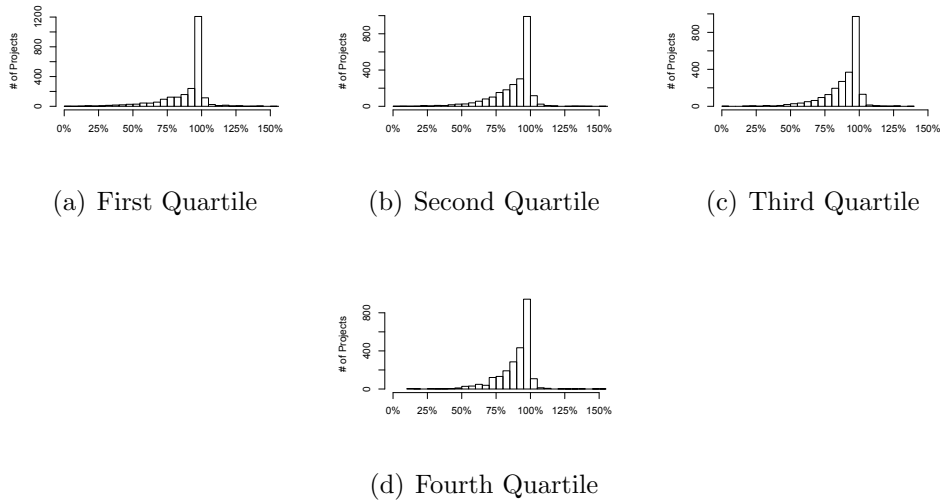 # of Projects
0 400 800 1200
0% 25% 50% 75% 100% 125% 150%
(a) First Quartile
# of Projects
0 400 800
0% 25% 50% 75% 100% 125% 150%
(b) Second Quartile
# of Projects
0 400 800
0% 25% 50% 75% 100% 125% 150%
(c) Third Quartile
# of Projects
0 400 800
0% 25% 50% 75% 100% 125% 150%
(d) Fourth Quartile